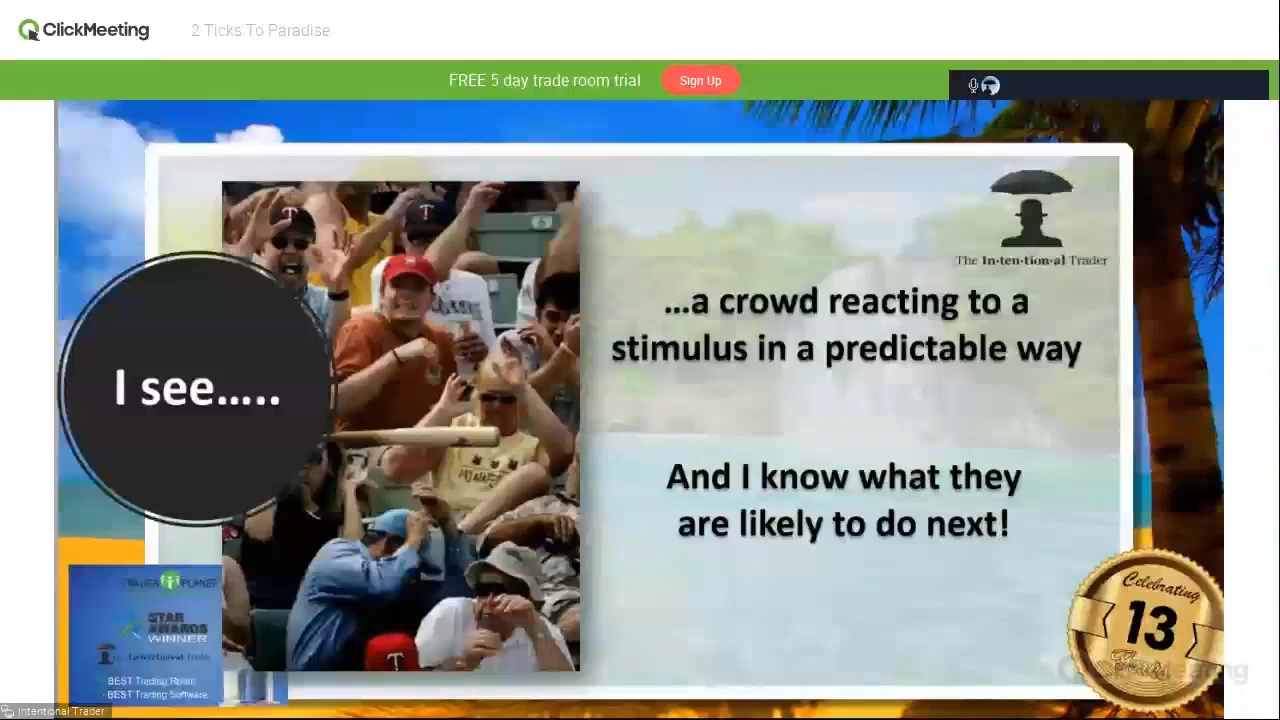 ClickMeeting
2 Ticks To Paradise
FREE 5 day trade room trial
Sign Up
The In·ten·tion·al Trader
I see.....
...a crowd reacting to a
stimulus in a predictable way
And I know what they
are likely to do next!
STAR
AWARDS
WINNER
BEST Trading Room
BEST Trading Software
Celebrating
13
Years
ClickMeeting
Intentional Trader